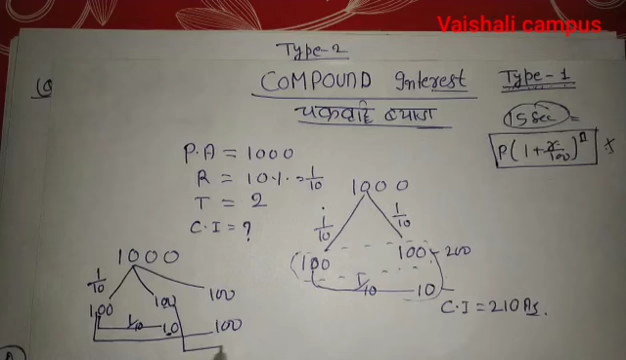 Vaishali campus
Type-2
COMPOUND Interest
Type-1
चक्रवृद्धि ब्याज
15 Sec
P(1+r/100)^n
P.A = 1000
R = 10% = 1/10
T = 2
C.I = ?
1000
1/10 1/10
100 100 - 200
1/10 10
C.I = 210 Rs.
1000
1/10
100 100 100
1/10 10 100